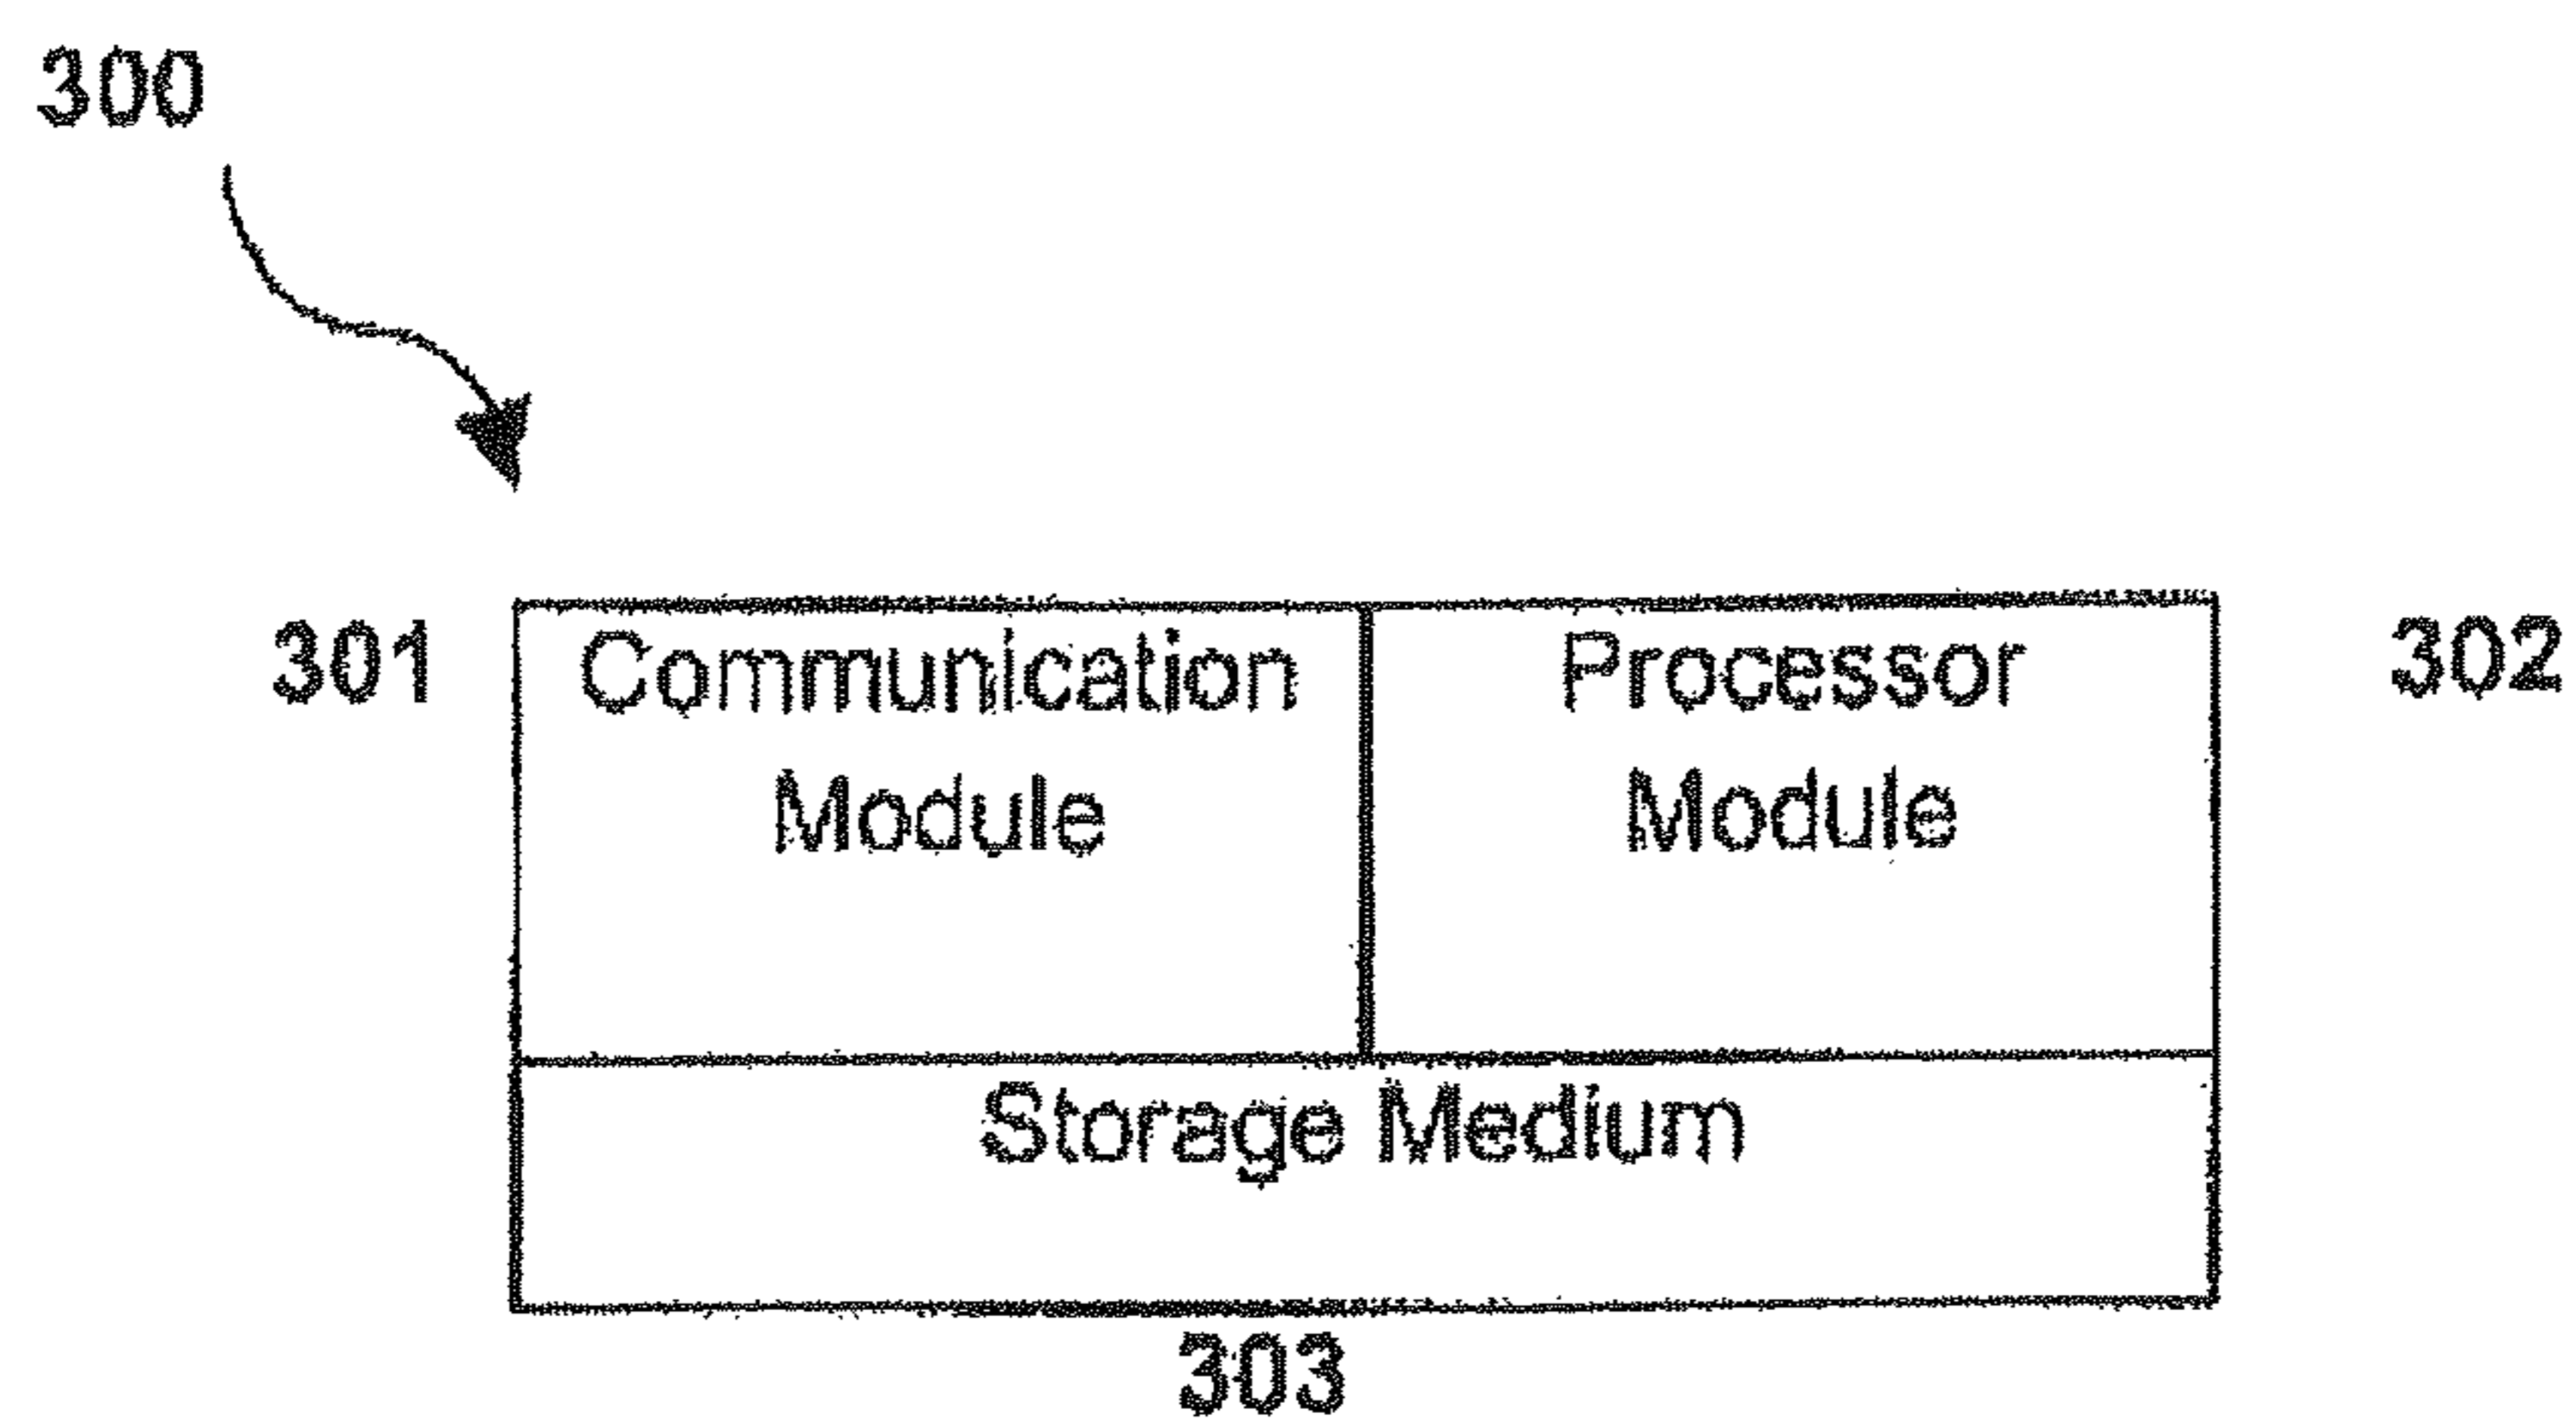 300
301
Communication
Module
Processor
Module
302
Storage Medium
303